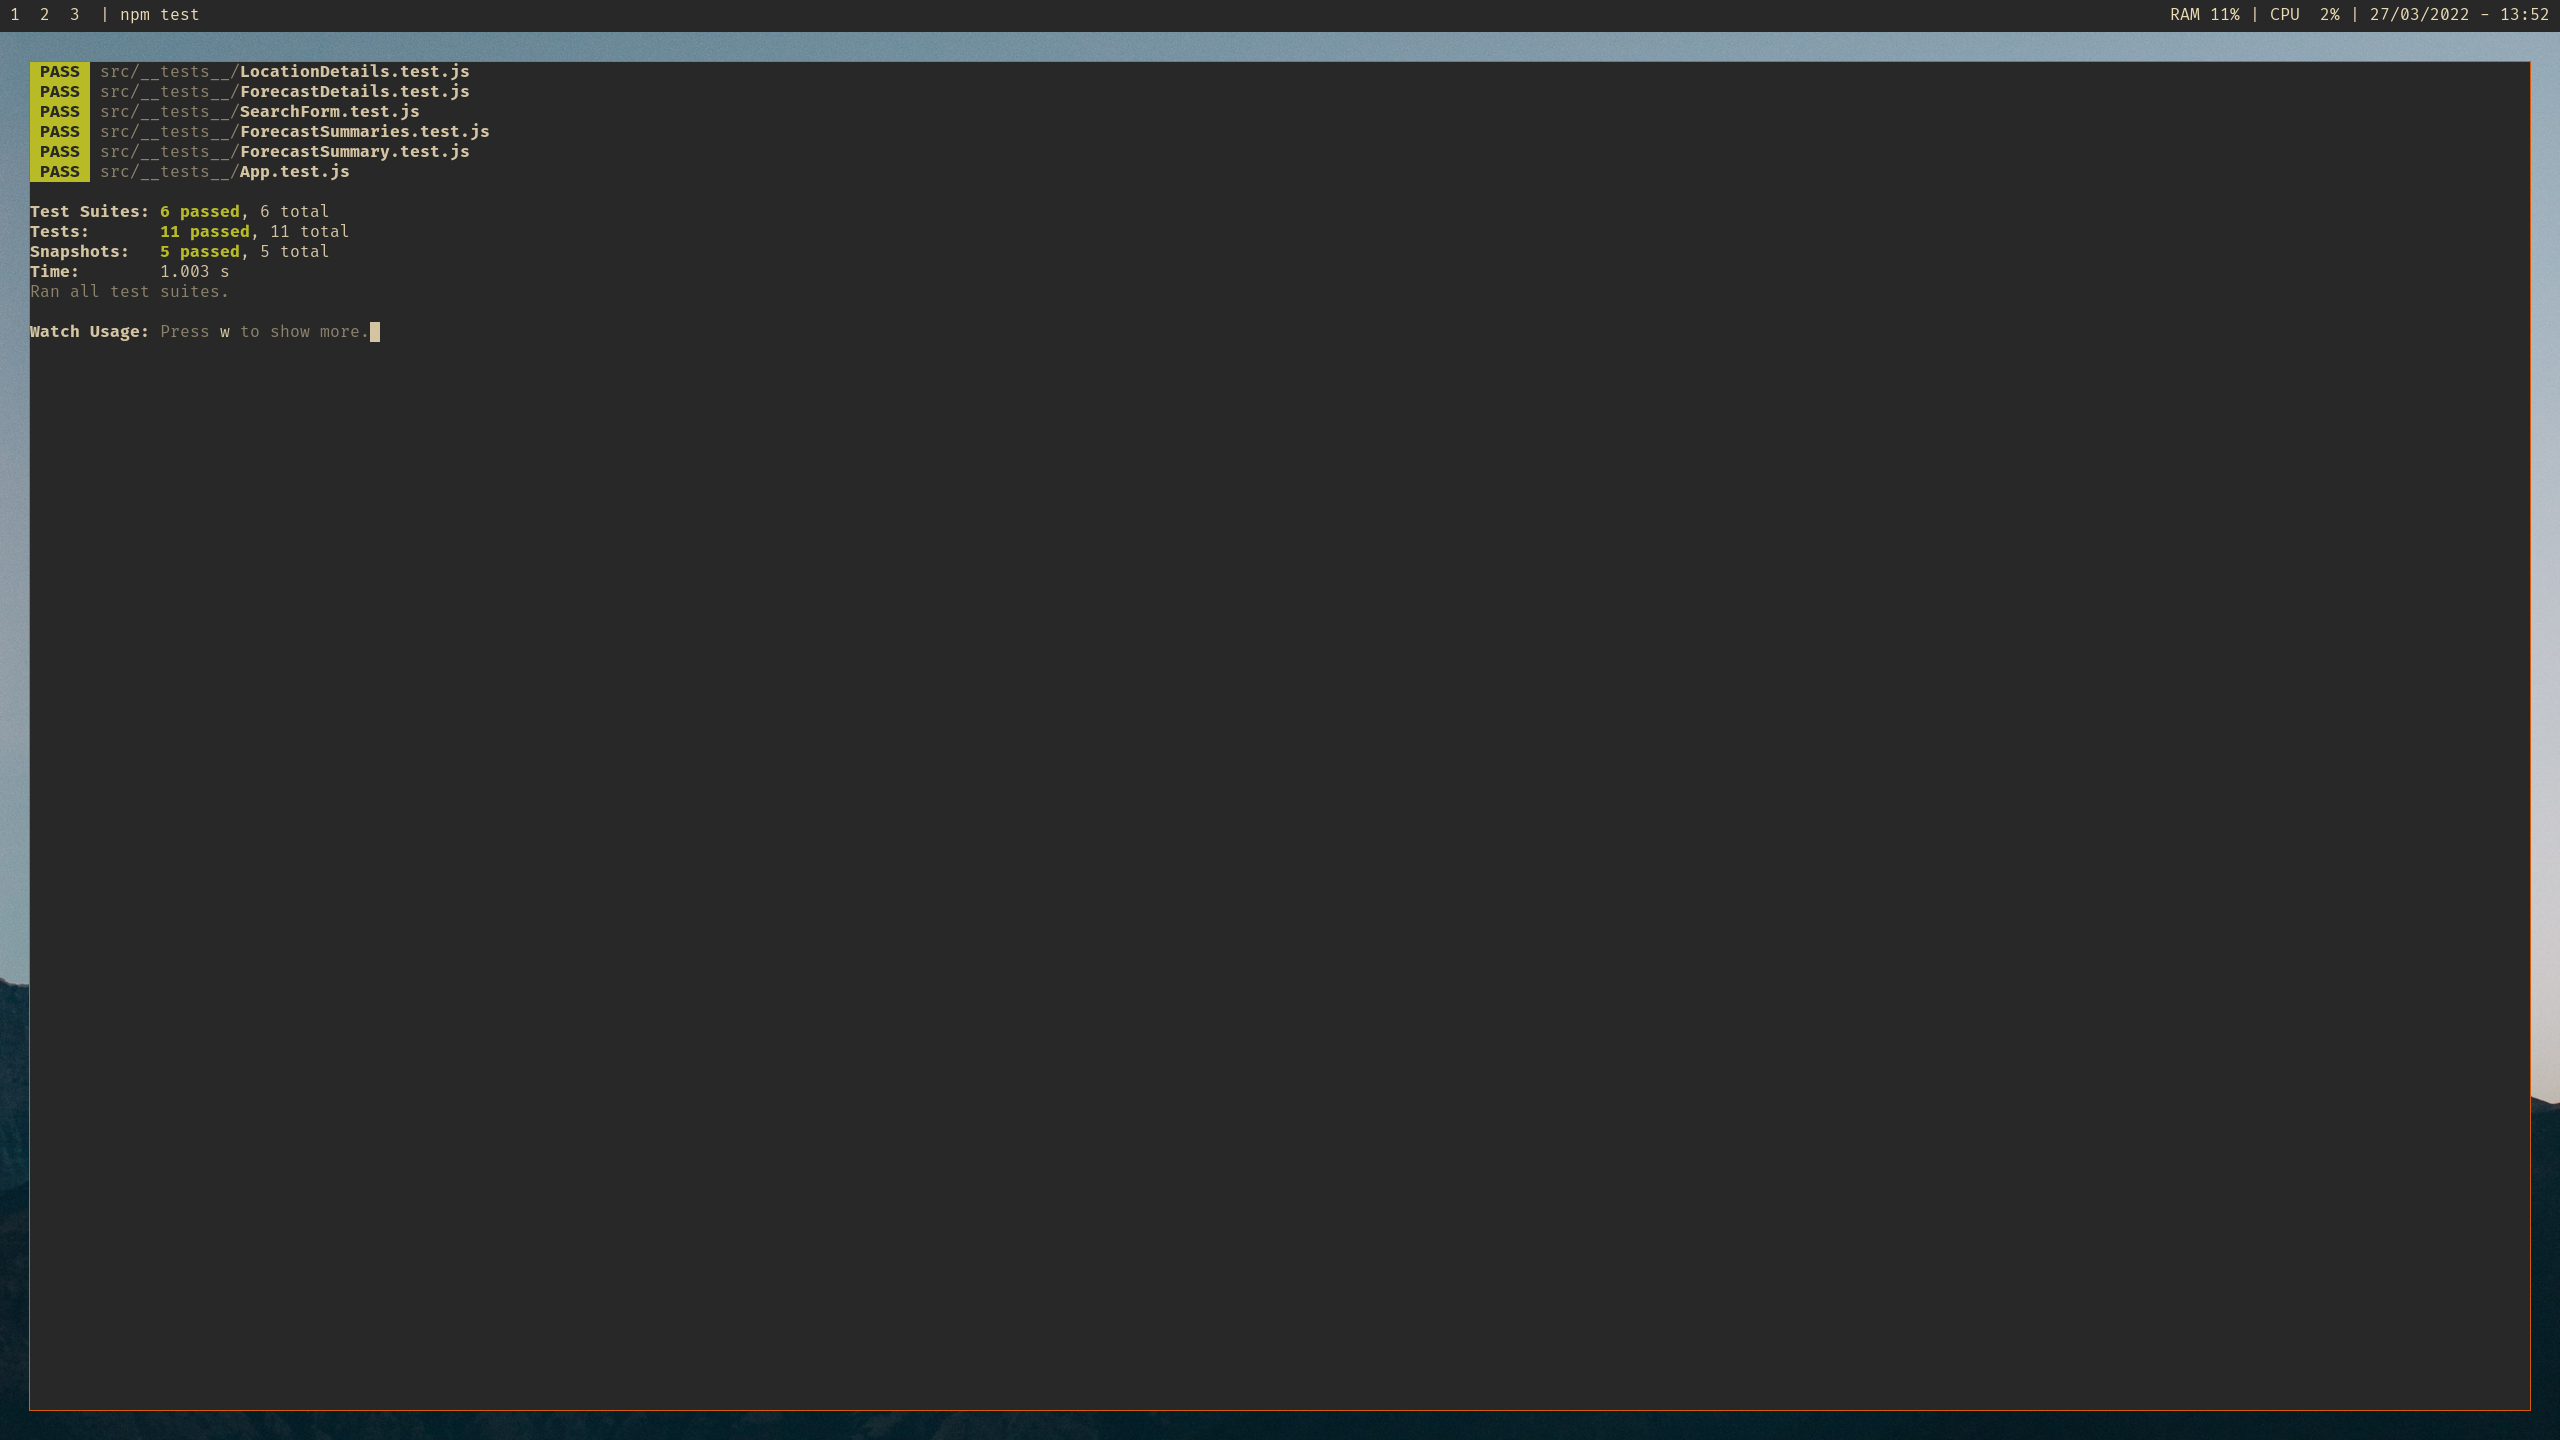 1 2 3 | npm test
RAM 11% | CPU 2% | 27/03/2022 - 13:52
PASS src/__tests__/LocationDetails.test.js
PASS src/__tests__/ForecastDetails.test.js
PASS src/__tests__/SearchForm.test.js
PASS src/__tests__/ForecastSummaries.test.js
PASS src/__tests__/ForecastSummary.test.js
PASS src/__tests__/App.test.js
Test Suites: 6 passed, 6 total
Tests: 11 passed, 11 total
Snapshots: 5 passed, 5 total
Time: 1.003 s
Ran all test suites.
Watch Usage: Press w to show more.